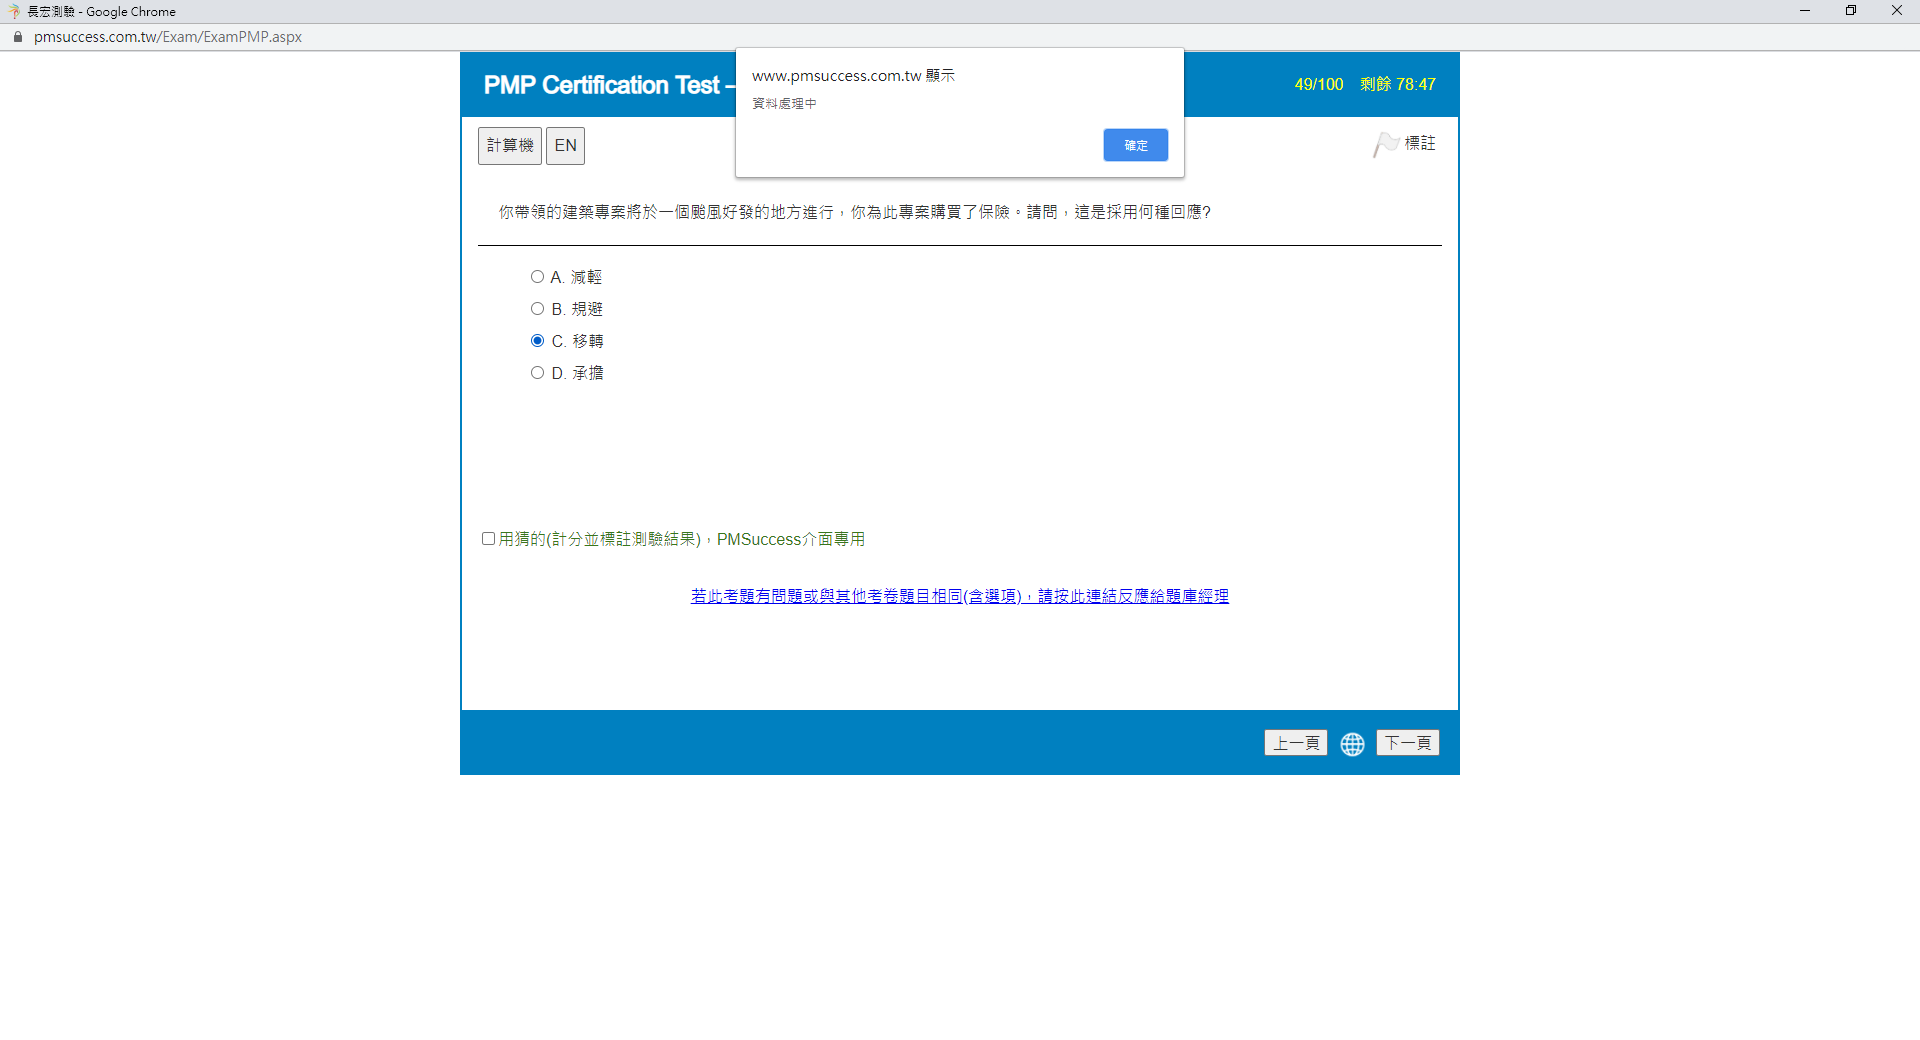 長宏測驗 - Google Chrome
pmsuccess.com.tw/Exam/ExamPMP.aspx
PMP Certification Test –
www.pmsuccess.com.tw 顯示
資料處理中
確定
49/100 剩餘 78:47
計算機 EN
標註
你帶領的建築專案將於一個颱風好發的地方進行，你為此專案購買了保險。請問，這是採用何種回應?
A. 減輕
B. 規避
C. 移轉
D. 承擔
用猜的(計分並標註測驗結果)，PMSuccess介面專用
若此考題有問題或與其他考卷題目相同(含選項)，請按此連結反應給題庫經理
上一頁 下一頁